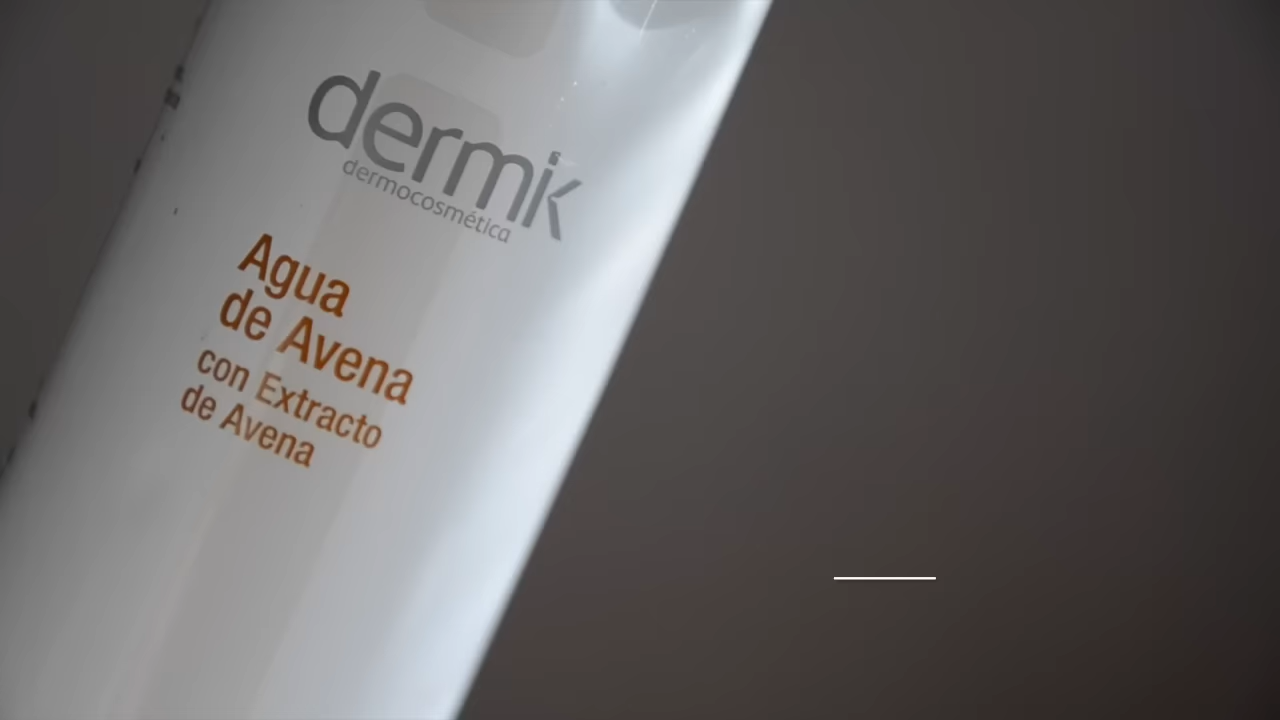 dermik
dermocosmética
Agua
de Avena
con Extracto
de Avena